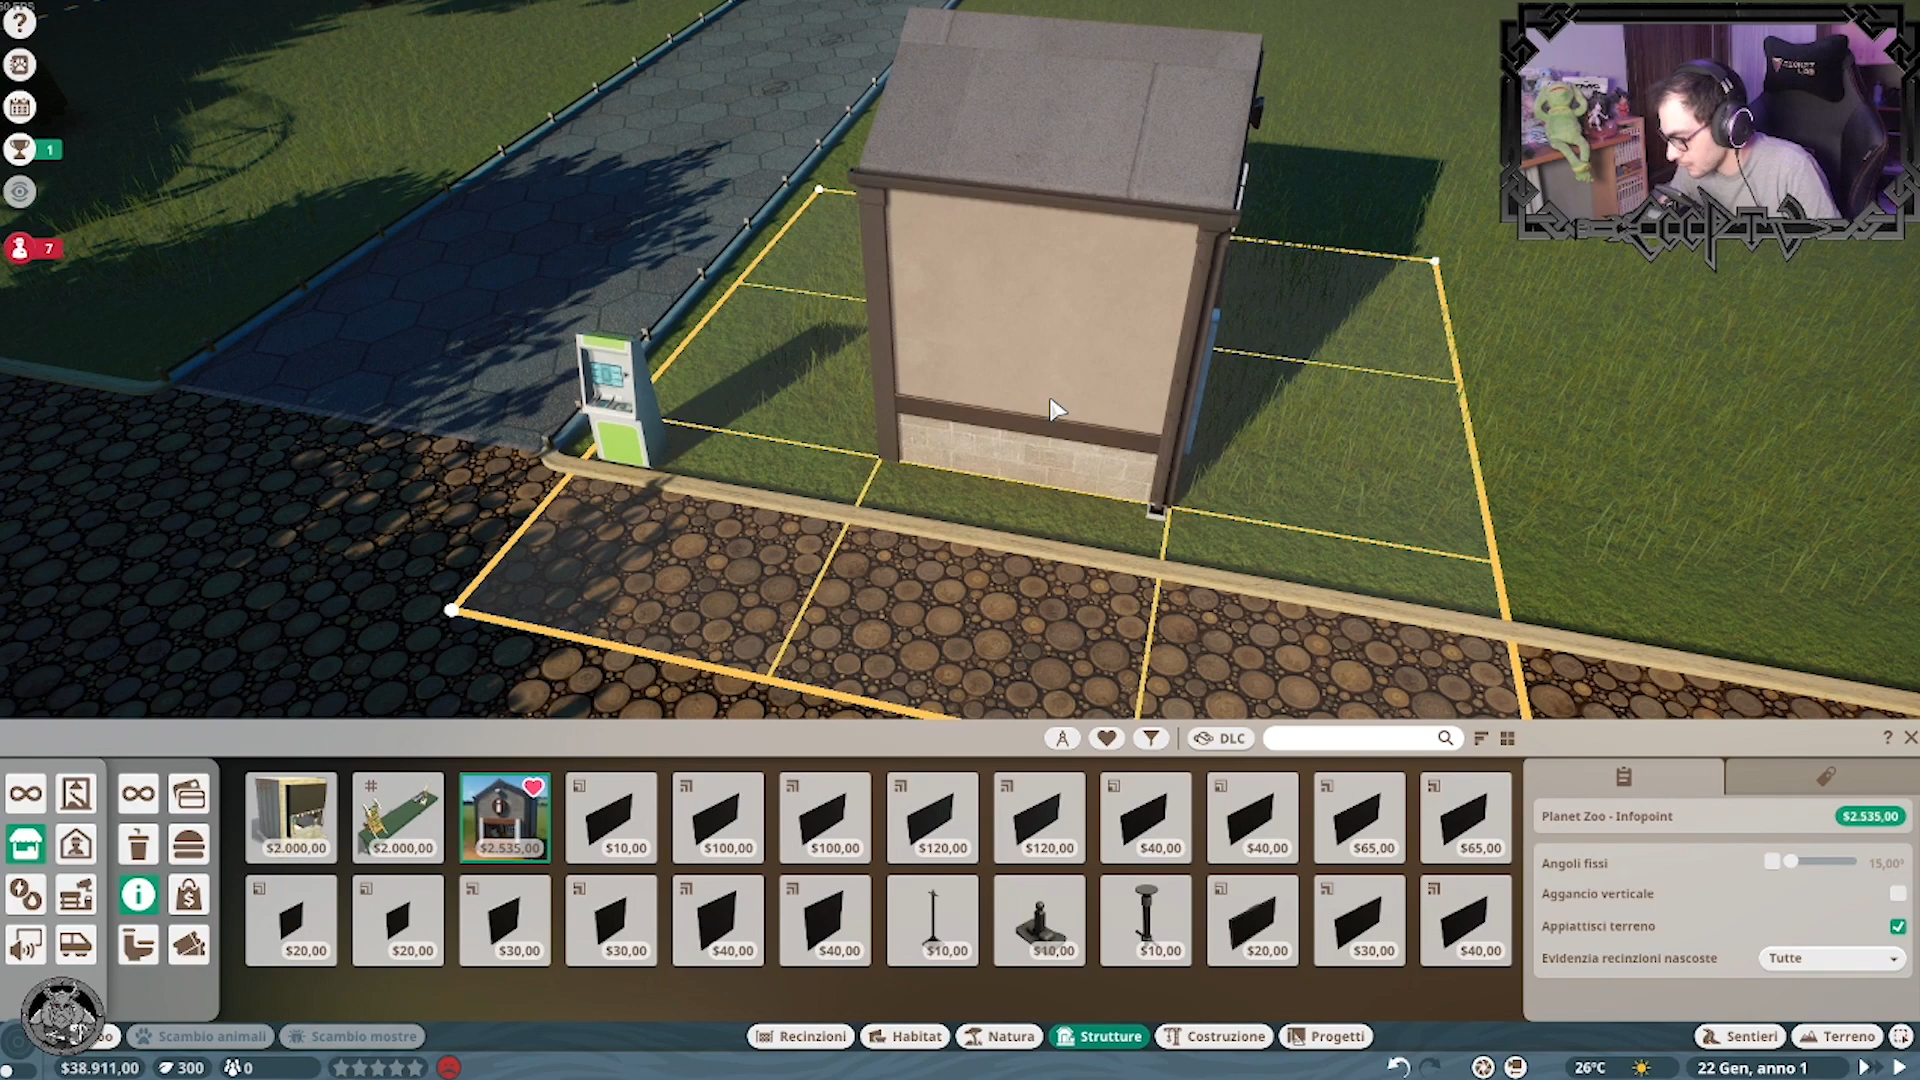 ?
1
7
SECRET LAB
DLC
?
$2.000,00
$2.000,00
$2.535,00
$10,00
$100,00
$100,00
$120,00
$120,00
$40,00
$40,00
$65,00
$65,00
$20,00
$20,00
$30,00
$30,00
$40,00
$40,00
$10,00
$10,00
$10,00
$20,00
$30,00
$40,00
Planet Zoo - Infopoint
$2.535,00
Angoli fissi
15,00°
Aggancio verticale
Appiattisci terreno
Evidenzia recinzioni nascoste
Tutte
Scambio animali
Scambio mostre
Recinzioni
Habitat
Natura
Strutture
Costruzione
Progetti
Sentieri
Terreno
$38.911,00
300
0
26°C
22 Gen, anno 1